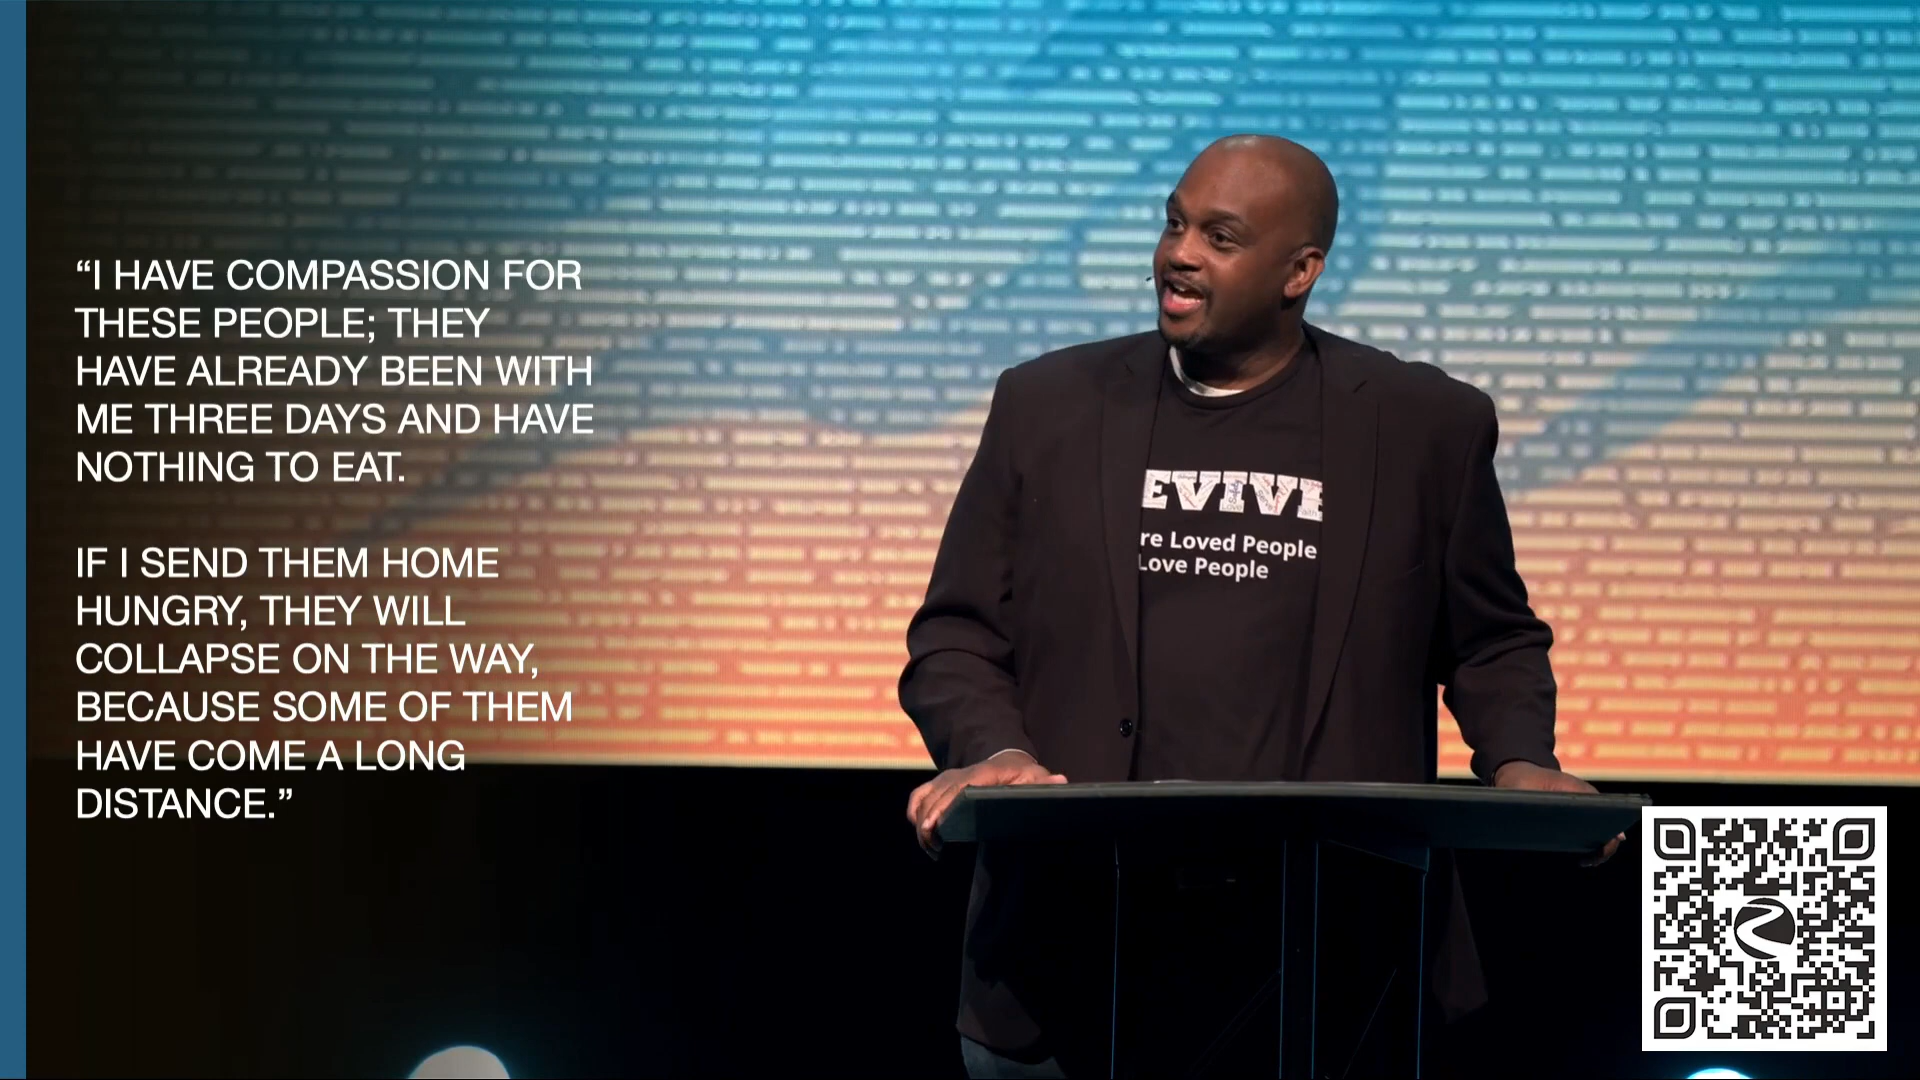 “I HAVE COMPASSION FOR
THESE PEOPLE; THEY
HAVE ALREADY BEEN WITH
ME THREE DAYS AND HAVE
NOTHING TO EAT.
IF I SEND THEM HOME
HUNGRY, THEY WILL
COLLAPSE ON THE WAY,
BECAUSE SOME OF THEM
HAVE COME A LONG
DISTANCE.”
EVIVE
re Loved People
Love People